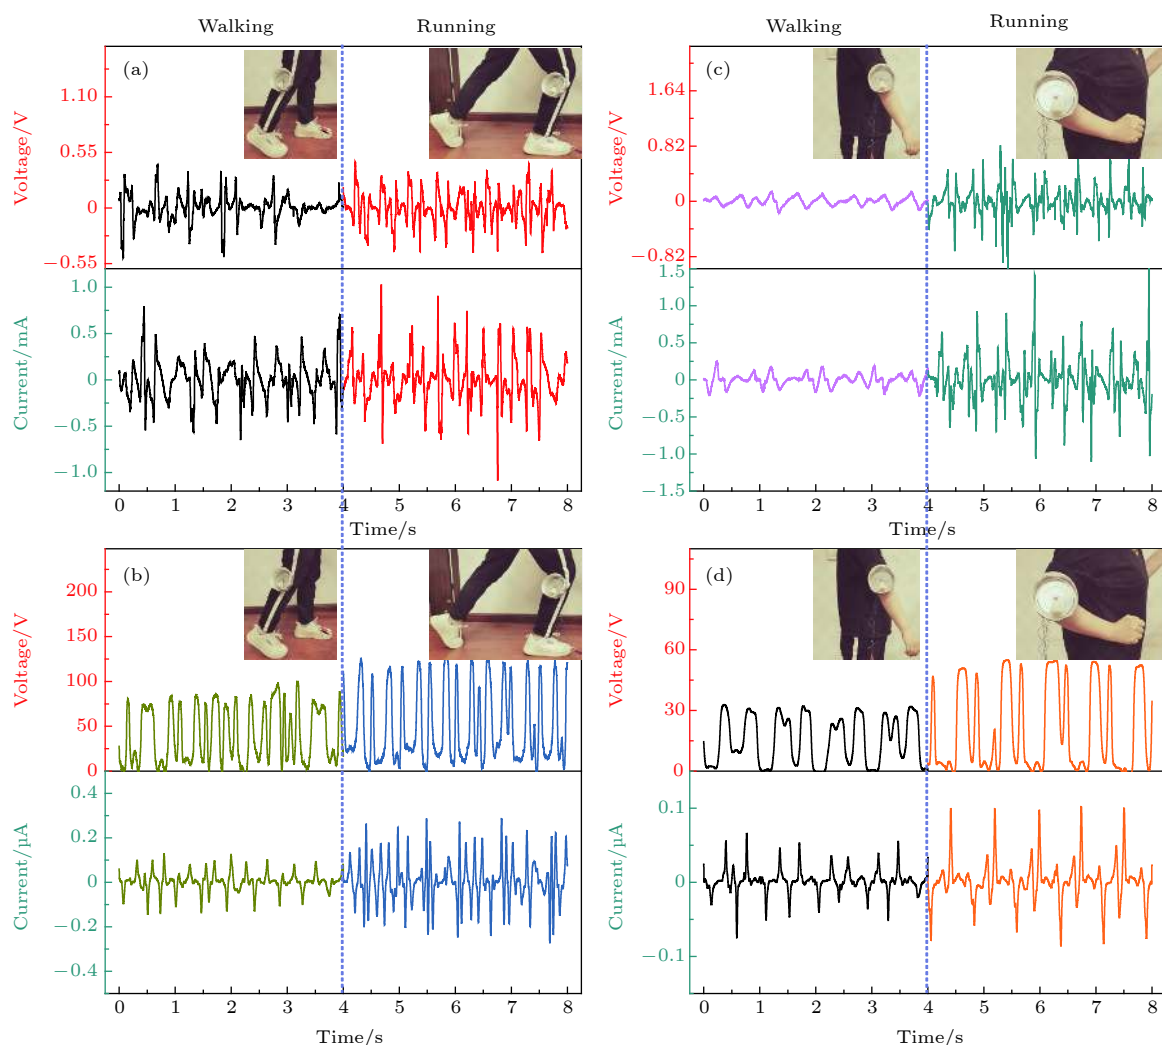 Walking Running
(a)
Voltage/V
1.10
0.55
0
−0.55
Current/mA
1.0
0.5
0
−0.5
−1.0
0 1 2 3 4 5 6 7 8
Time/s
Walking Running
(c)
Voltage/V
1.64
0.82
0
−0.82
Current/mA
1.5
1.0
0.5
0
−0.5
−1.0
−1.5
0 1 2 3 4 5 6 7 8
Time/s
(b)
Voltage/V
200
150
100
50
0
Current/μA
0.4
0.2
0
−0.2
−0.4
0 1 2 3 4 5 6 7 8
Time/s
(d)
Voltage/V
90
60
30
0
Current/μA
0.1
0
−0.1
0 1 2 3 4 5 6 7 8
Time/s